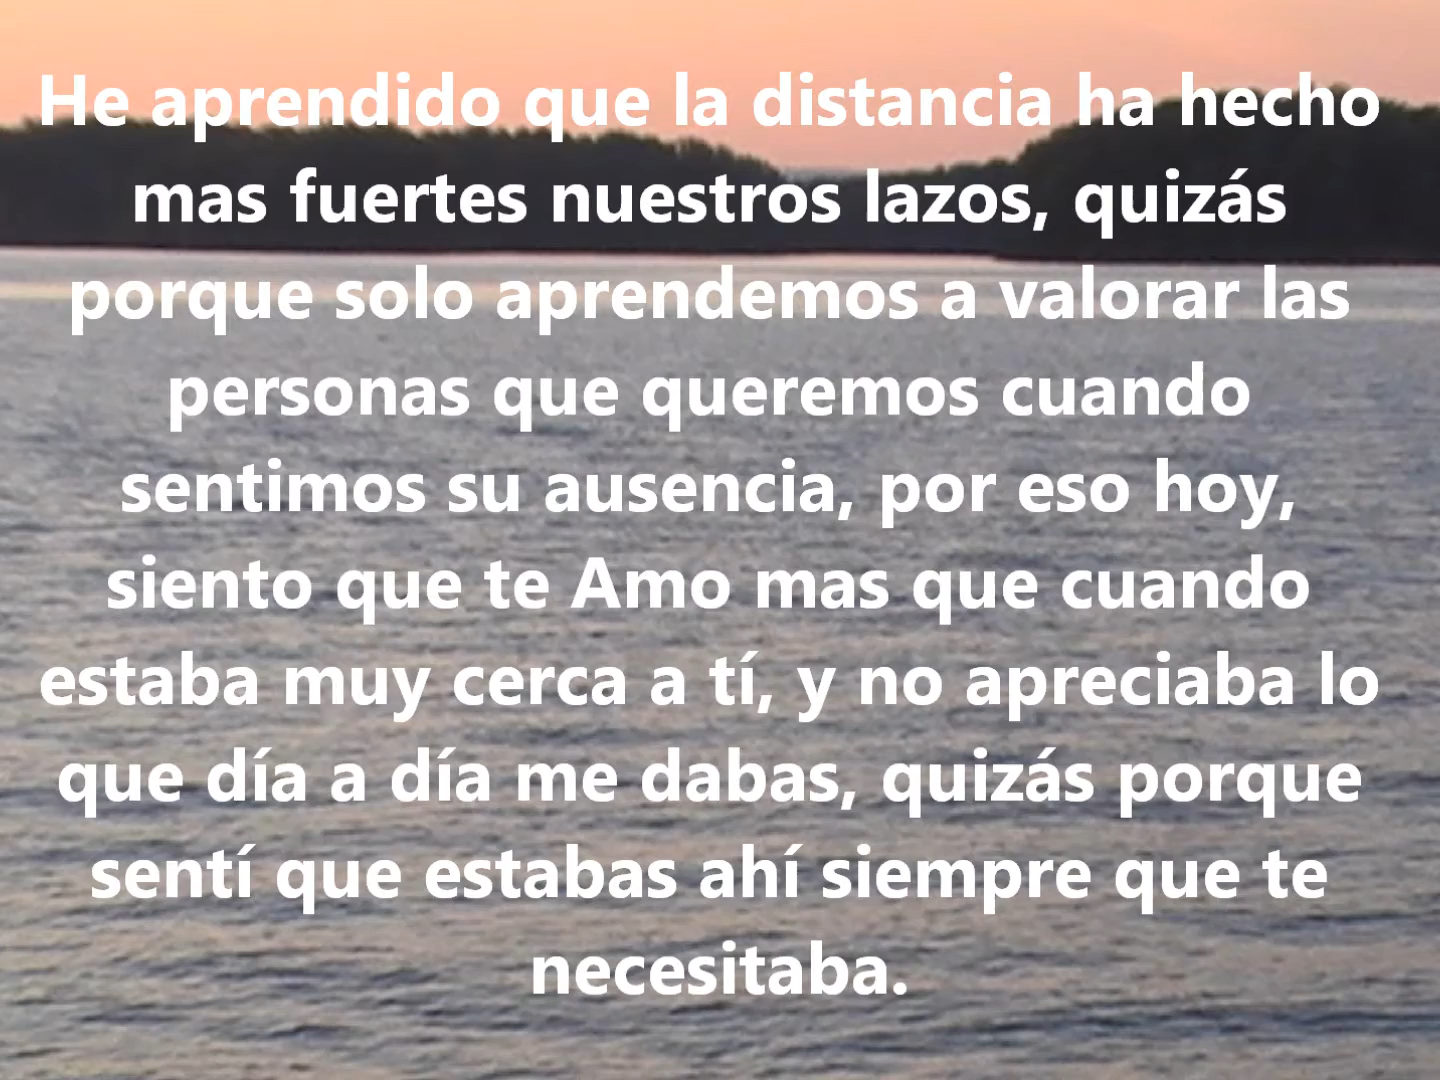 He aprendido que la distancia ha hecho
mas fuertes nuestros lazos, quizás
porque solo aprendemos a valorar las
personas que queremos cuando
sentimos su ausencia, por eso hoy,
siento que te Amo mas que cuando
estaba muy cerca a tí, y no apreciaba lo
que día a día me dabas, quizás porque
sentí que estabas ahí siempre que te
necesitaba.